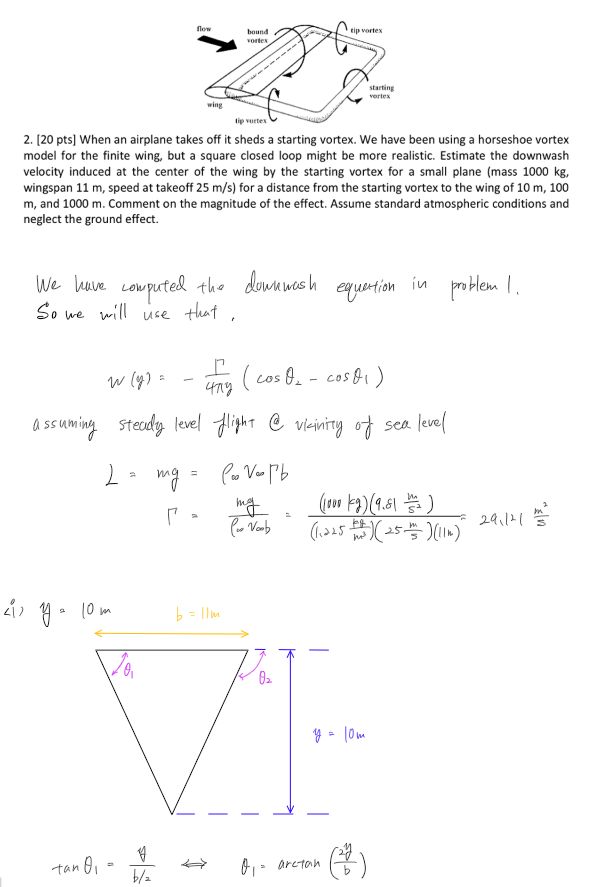 flow
bound
vortex
tip vortex
starting
vortex
wing
tip vortex
2. [20 pts] When an airplane takes off it sheds a starting vortex. We have been using a horseshoe vortex
model for the finite wing, but a square closed loop might be more realistic. Estimate the downwash
velocity induced at the center of the wing by the starting vortex for a small plane (mass 1000 kg,
wingspan 11 m, speed at takeoff 25 m/s) for a distance from the starting vortex to the wing of 10 m, 100
m, and 1000 m. Comment on the magnitude of the effect. Assume standard atmospheric conditions and
neglect the ground effect.
We have computed the downwash equation in problem 1.
So we will use that,
w(y) = - Γ/4πy (cosθ₂ - cosθ₁)
assuming steady level flight @ vicinity of sea level
L = mg = ρ∞ V∞ Γ b
Γ = mg/ρ∞V∞b = (1000 kg)(9.81 m/s²)/(1.225 kg/m³)(25 m/s)(11m) = 29.121 m²/s
<i> y = 10 m
b = 11m
θ₁
θ₂
y = 10m
tanθ₁ = y/b/2 ⟺ θ₁ = arctan (2y/b)